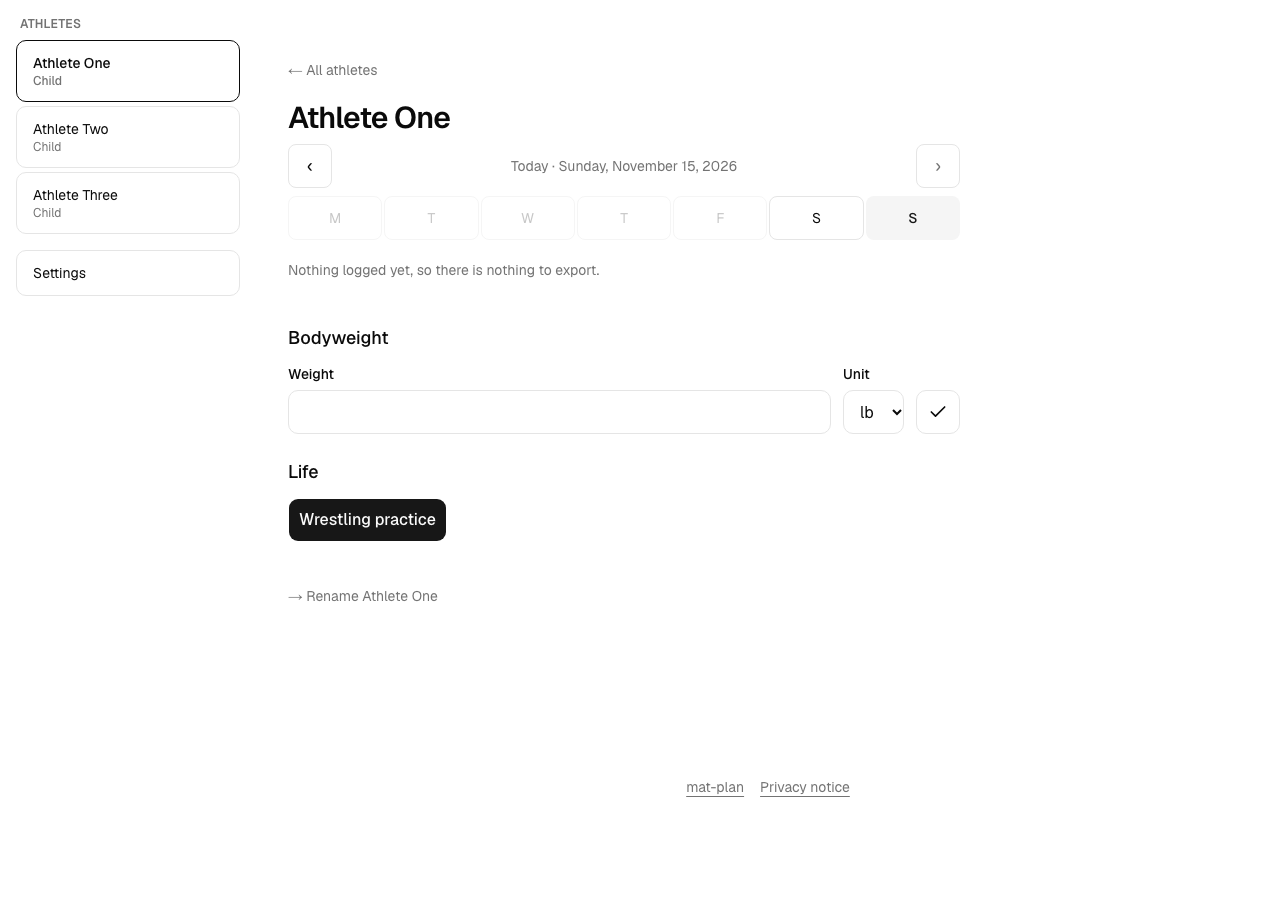 ATHLETES
Athlete One
Child
Athlete Two
Child
Athlete Three
Child
Settings
← All athletes
Athlete One
‹ Today · Sunday, November 15, 2026 ›
M T W T F S S
Nothing logged yet, so there is nothing to export.
Bodyweight
Weight Unit
lb
Life
Wrestling practice
→ Rename Athlete One
mat-plan Privacy notice